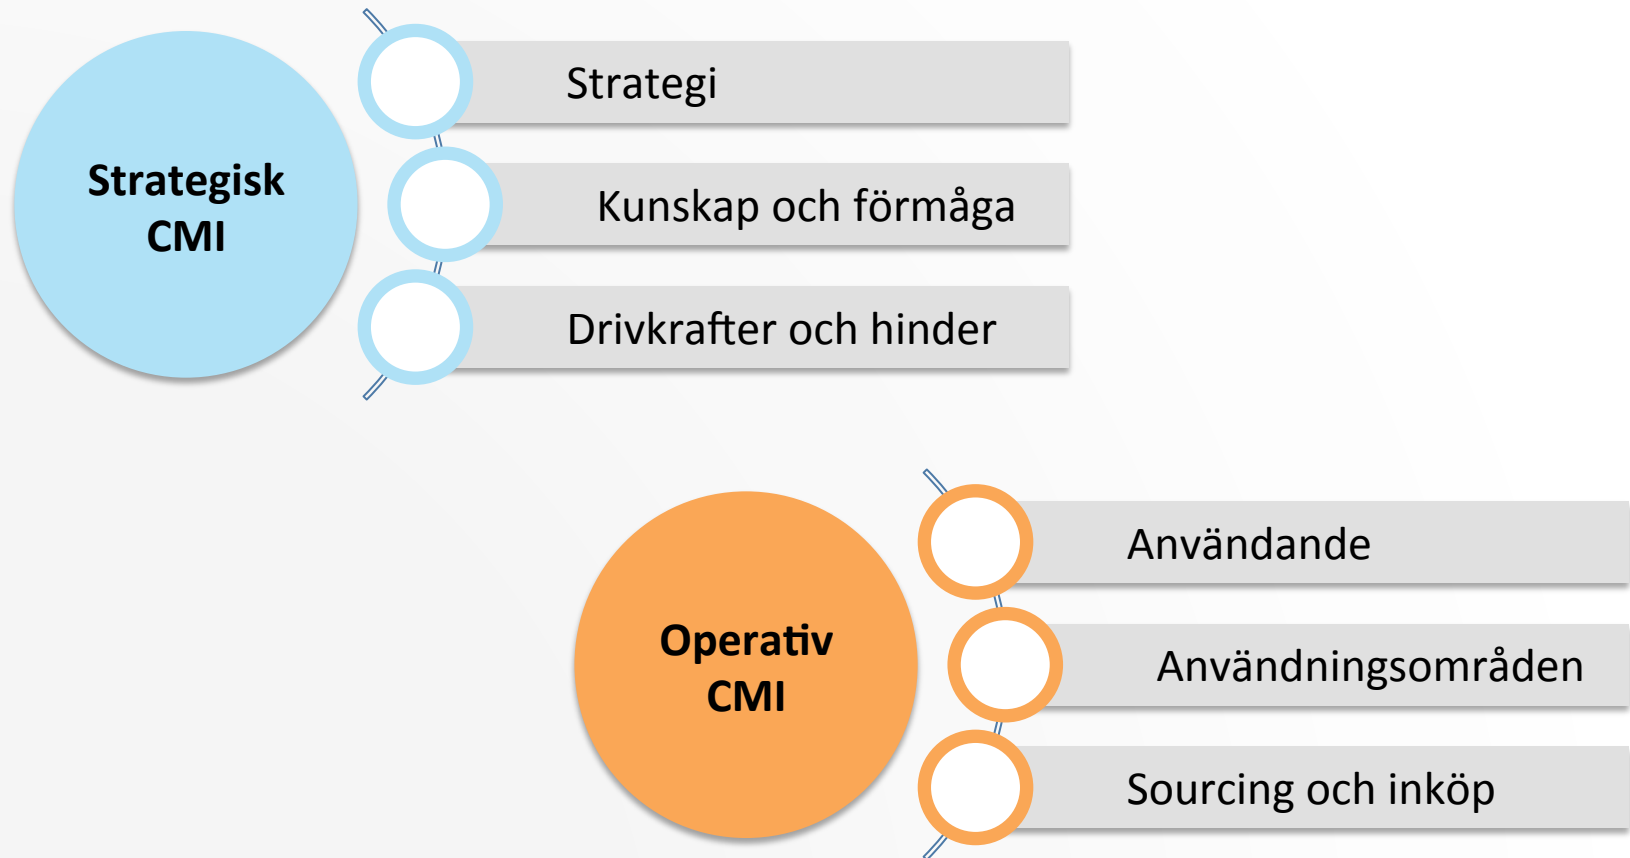 Strategisk
CMI
Strategi
Kunskap och förmåga
Drivkrafter och hinder
Operativ
CMI
Användande
Användningsområden
Sourcing och inköp